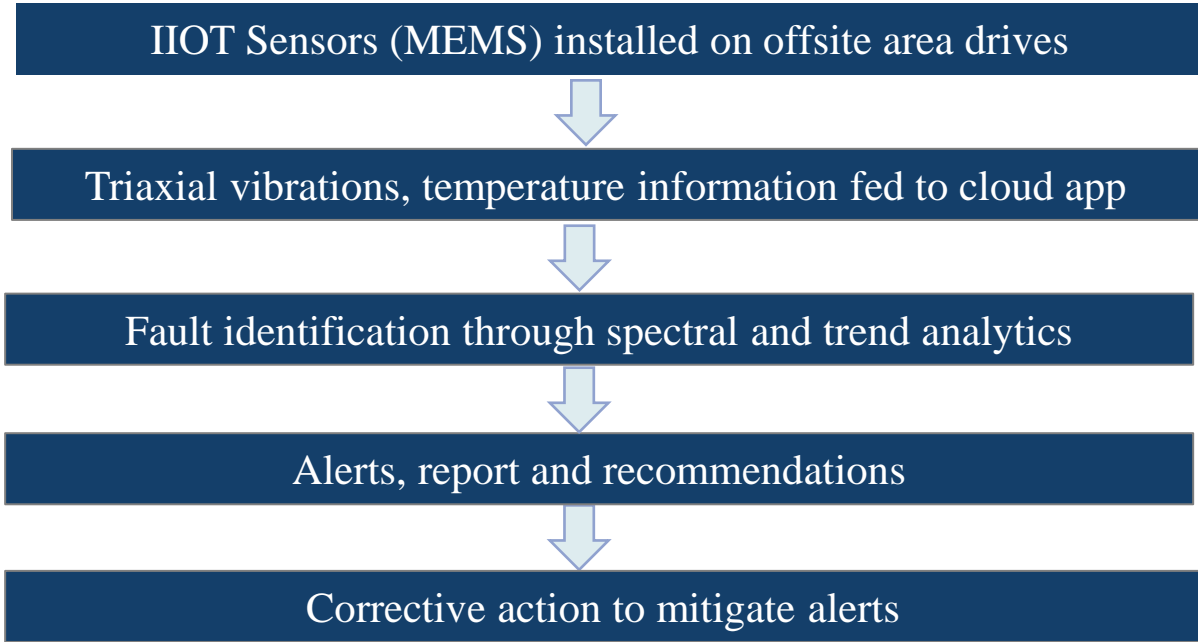 IIOT Sensors (MEMS) installed on offsite area drives
Triaxial vibrations, temperature information fed to cloud app
Fault identification through spectral and trend analytics
Alerts, report and recommendations
Corrective action to mitigate alerts